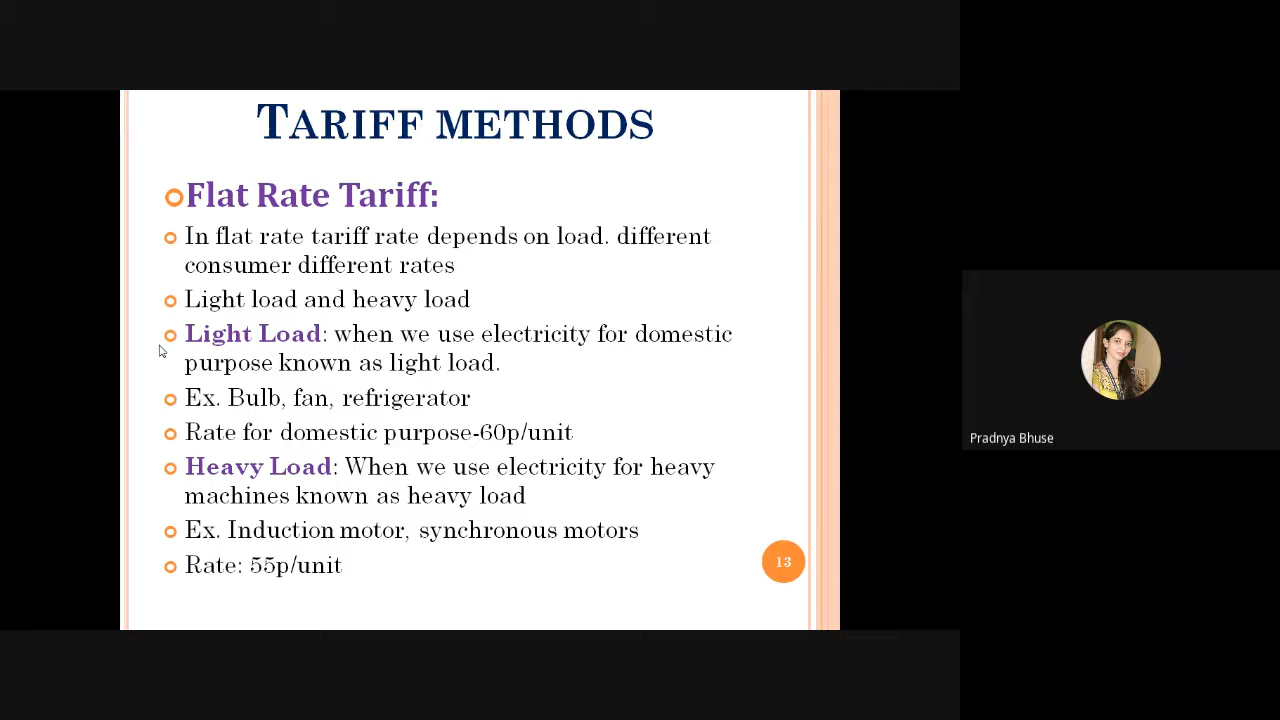 TARIFF METHODS
Flat Rate Tariff:
In flat rate tariff rate depends on load. different
consumer different rates
Light load and heavy load
Light Load: when we use electricity for domestic
purpose known as light load.
Ex. Bulb, fan, refrigerator
Rate for domestic purpose-60p/unit
Heavy Load: When we use electricity for heavy
machines known as heavy load
Ex. Induction motor, synchronous motors
Rate: 55p/unit
13
Pradnya Bhuse